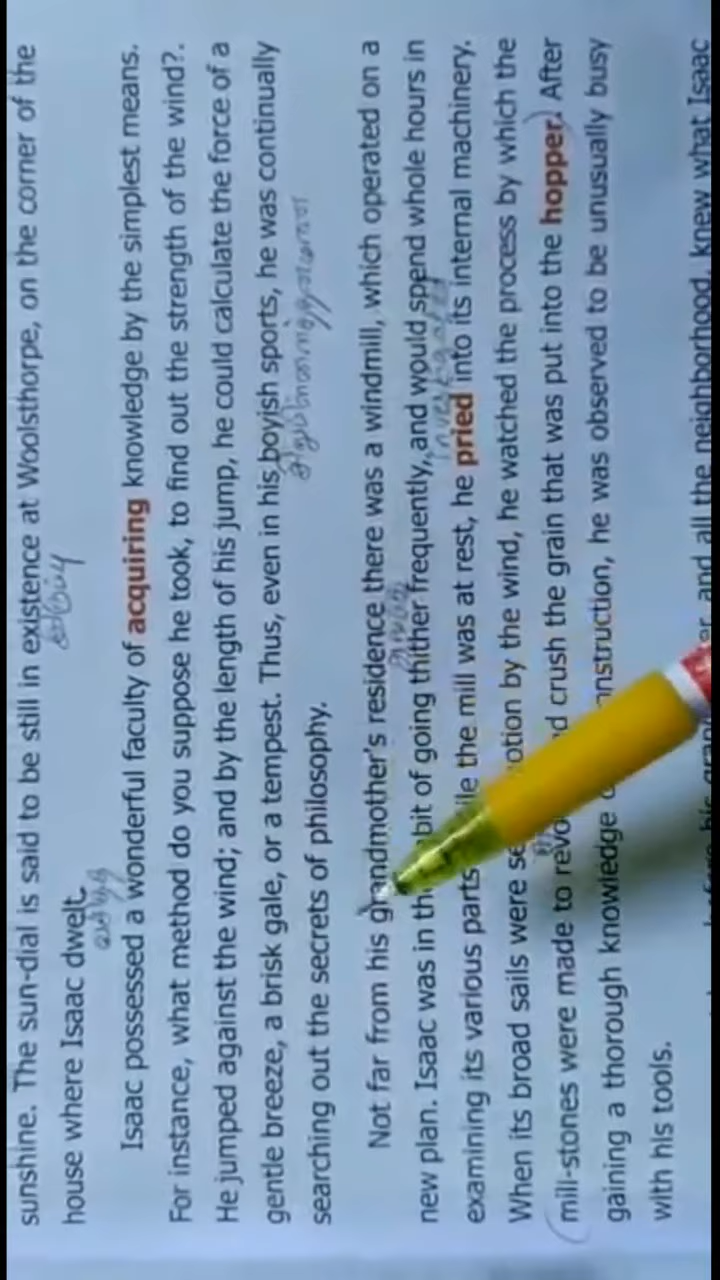 sunshine. The sun-dial is said to be still in existence at Woolsthorpe, on the corner of the
house where Isaac dwelt.
Isaac possessed a wonderful faculty of acquiring knowledge by the simplest means.
For instance, what method do you suppose he took, to find out the strength of the wind?.
He jumped against the wind; and by the length of his jump, he could calculate the force of a
gentle breeze, a brisk gale, or a tempest. Thus, even in his boyish sports, he was continually
searching out the secrets of philosophy.
Not far from his grandmother's residence there was a windmill, which operated on a
new plan. Isaac was in the bit of going thither frequently, and would spend whole hours in
examining its various parts the mill was at rest, he pried into its internal machinery.
When its broad sails were otion by the wind, he watched the process by which the
mill-stones were made to revo crush the grain that was put into the hopper. After
gaining a thorough knowledge nstruction, he was observed to be unusually busy
with his tools.
and all the neighborhood, knew what Isaac